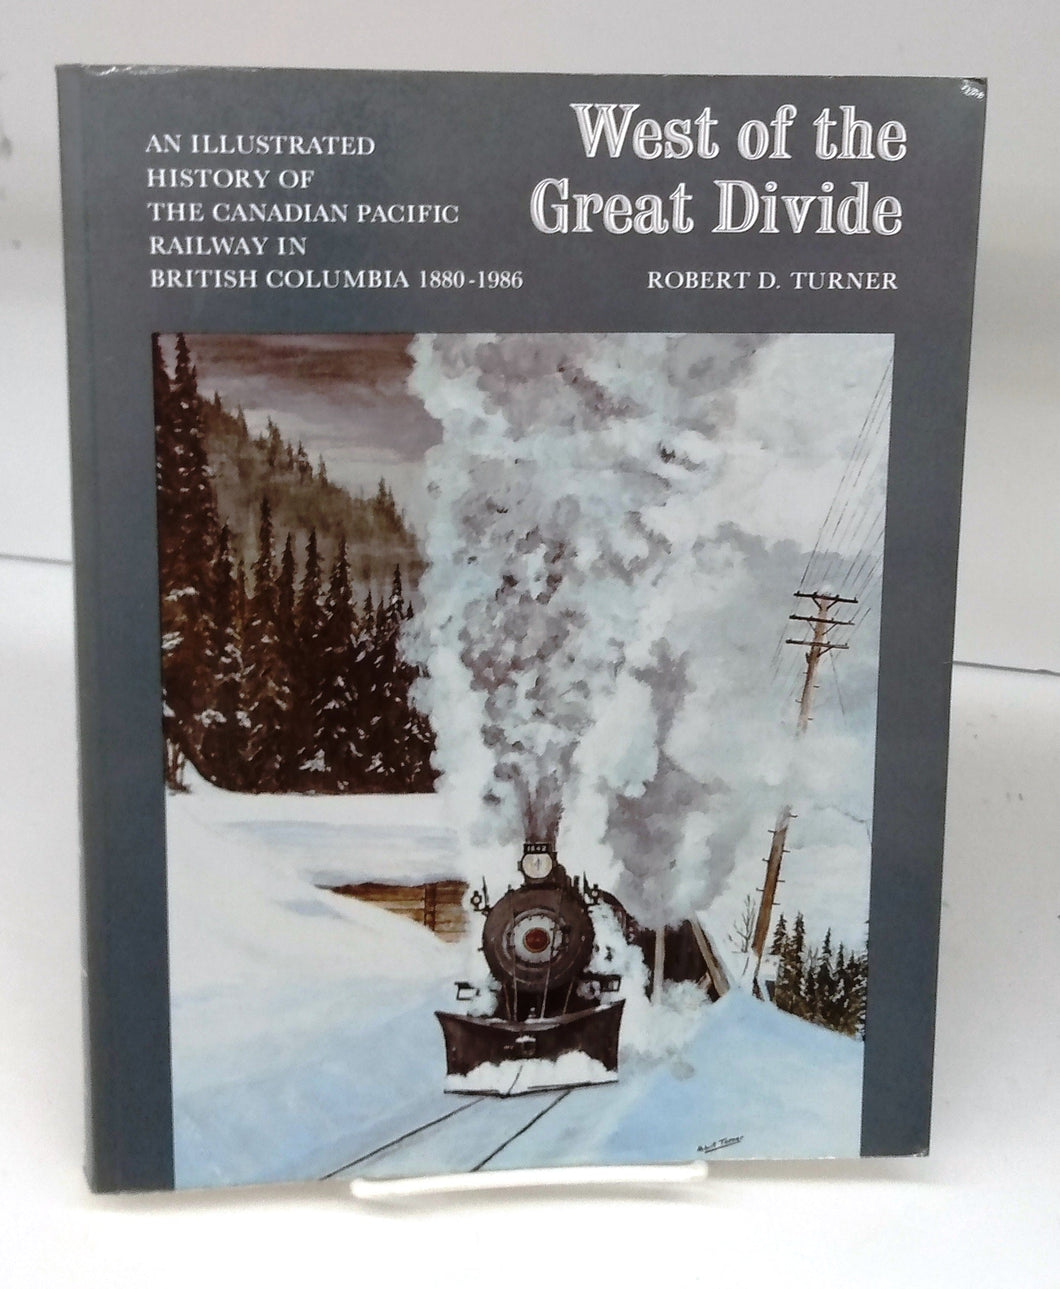 West of the
Great Divide
AN ILLUSTRATED
HISTORY OF
THE CANADIAN PACIFIC
RAILWAY IN
BRITISH COLUMBIA 1880-1986
ROBERT D. TURNER